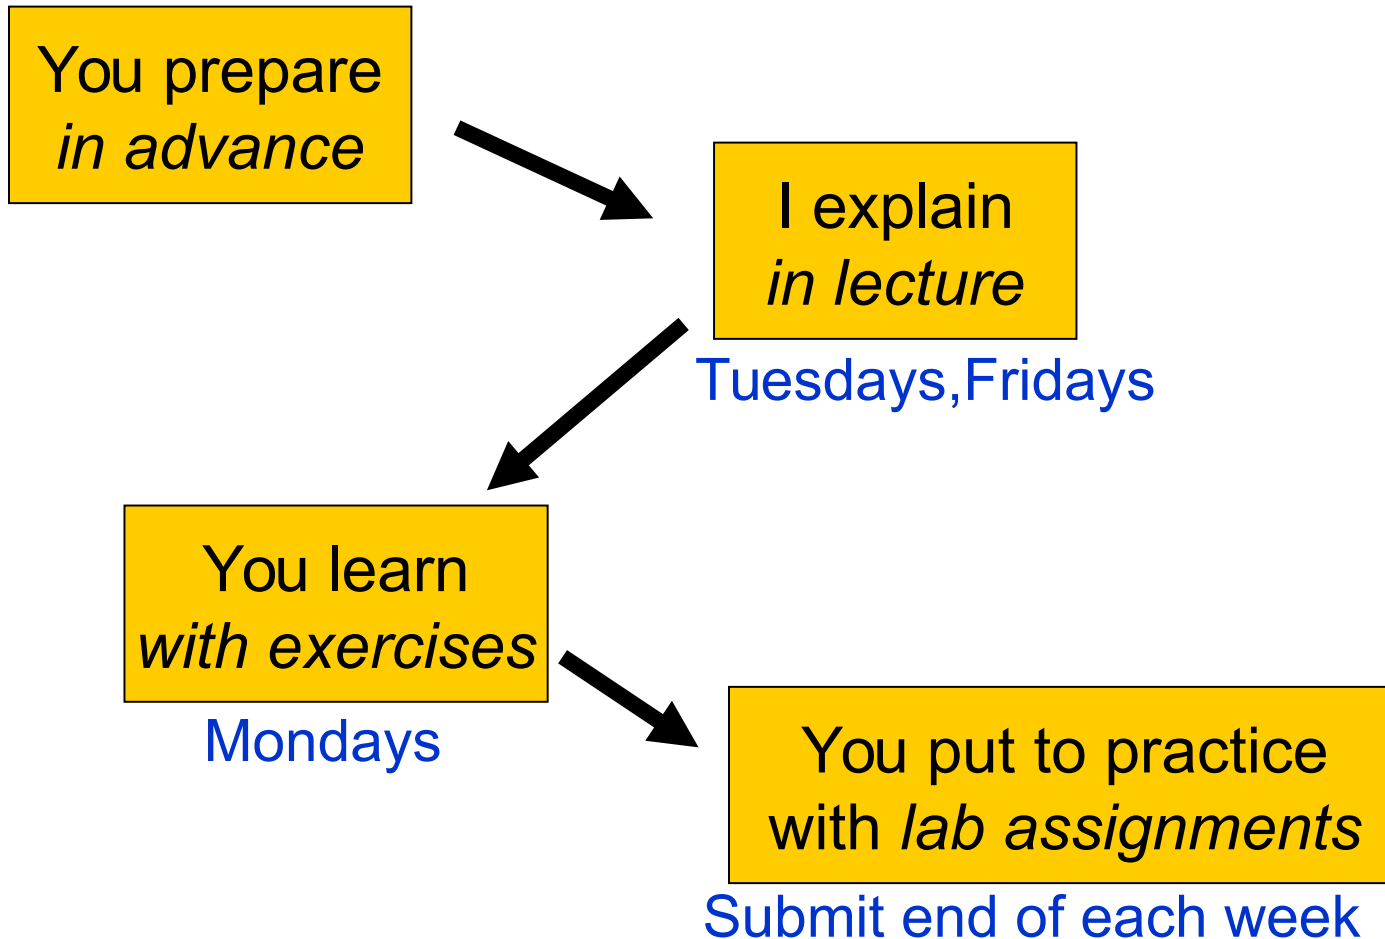 You prepare
in advance
I explain
in lecture
Tuesdays,Fridays
You learn
with exercises
Mondays
You put to practice
with lab assignments
Submit end of each week